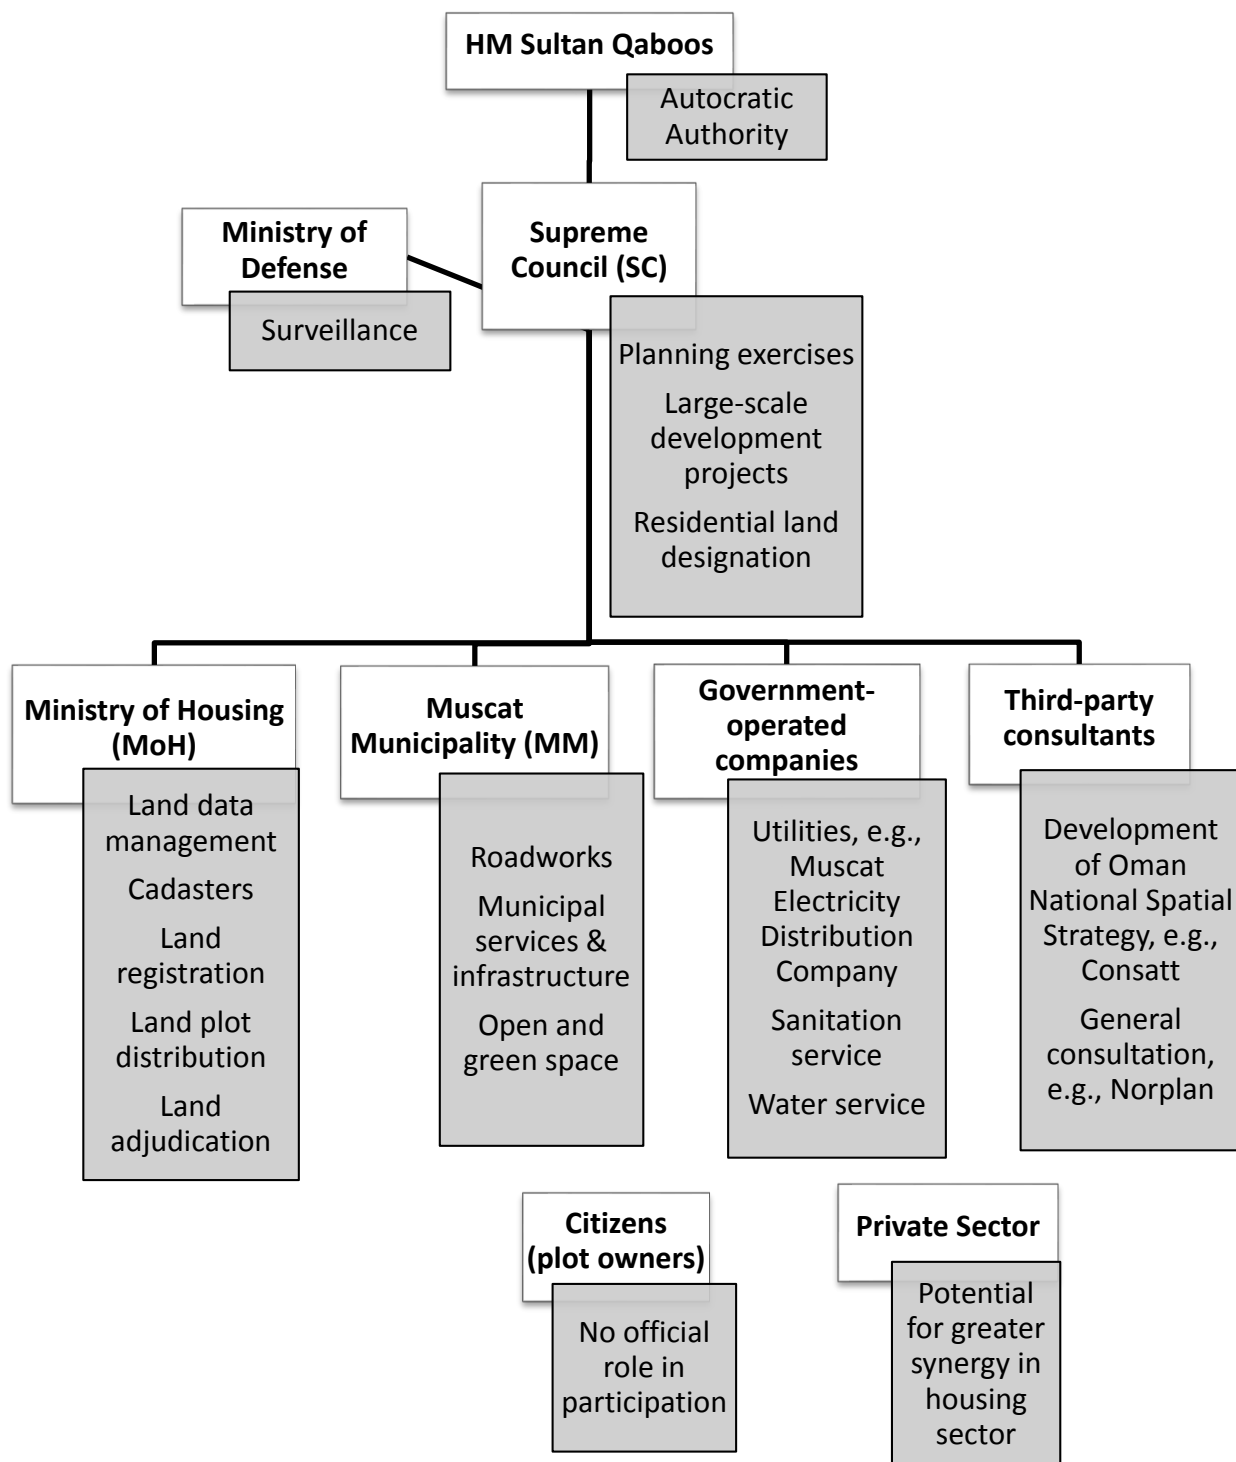 HM Sultan Qaboos
Autocratic
Authority
Ministry of
Defense
Surveillance
Supreme
Council (SC)
Planning exercises
Large-scale
development
projects
Residential land
designation
Ministry of Housing
(MoH)
Land data
management
Cadasters
Land
registration
Land plot
distribution
Land
adjudication
Muscat
Municipality (MM)
Roadworks
Municipal
services &
infrastructure
Open and
green space
Government-
operated
companies
Utilities, e.g.,
Muscat
Electricity
Distribution
Company
Sanitation
service
Water service
Third-party
consultants
Development
of Oman
National Spatial
Strategy, e.g.,
Consatt
General
consultation,
e.g., Norplan
Citizens
(plot owners)
No official
role in
participation
Private Sector
Potential
for greater
synergy in
housing
sector